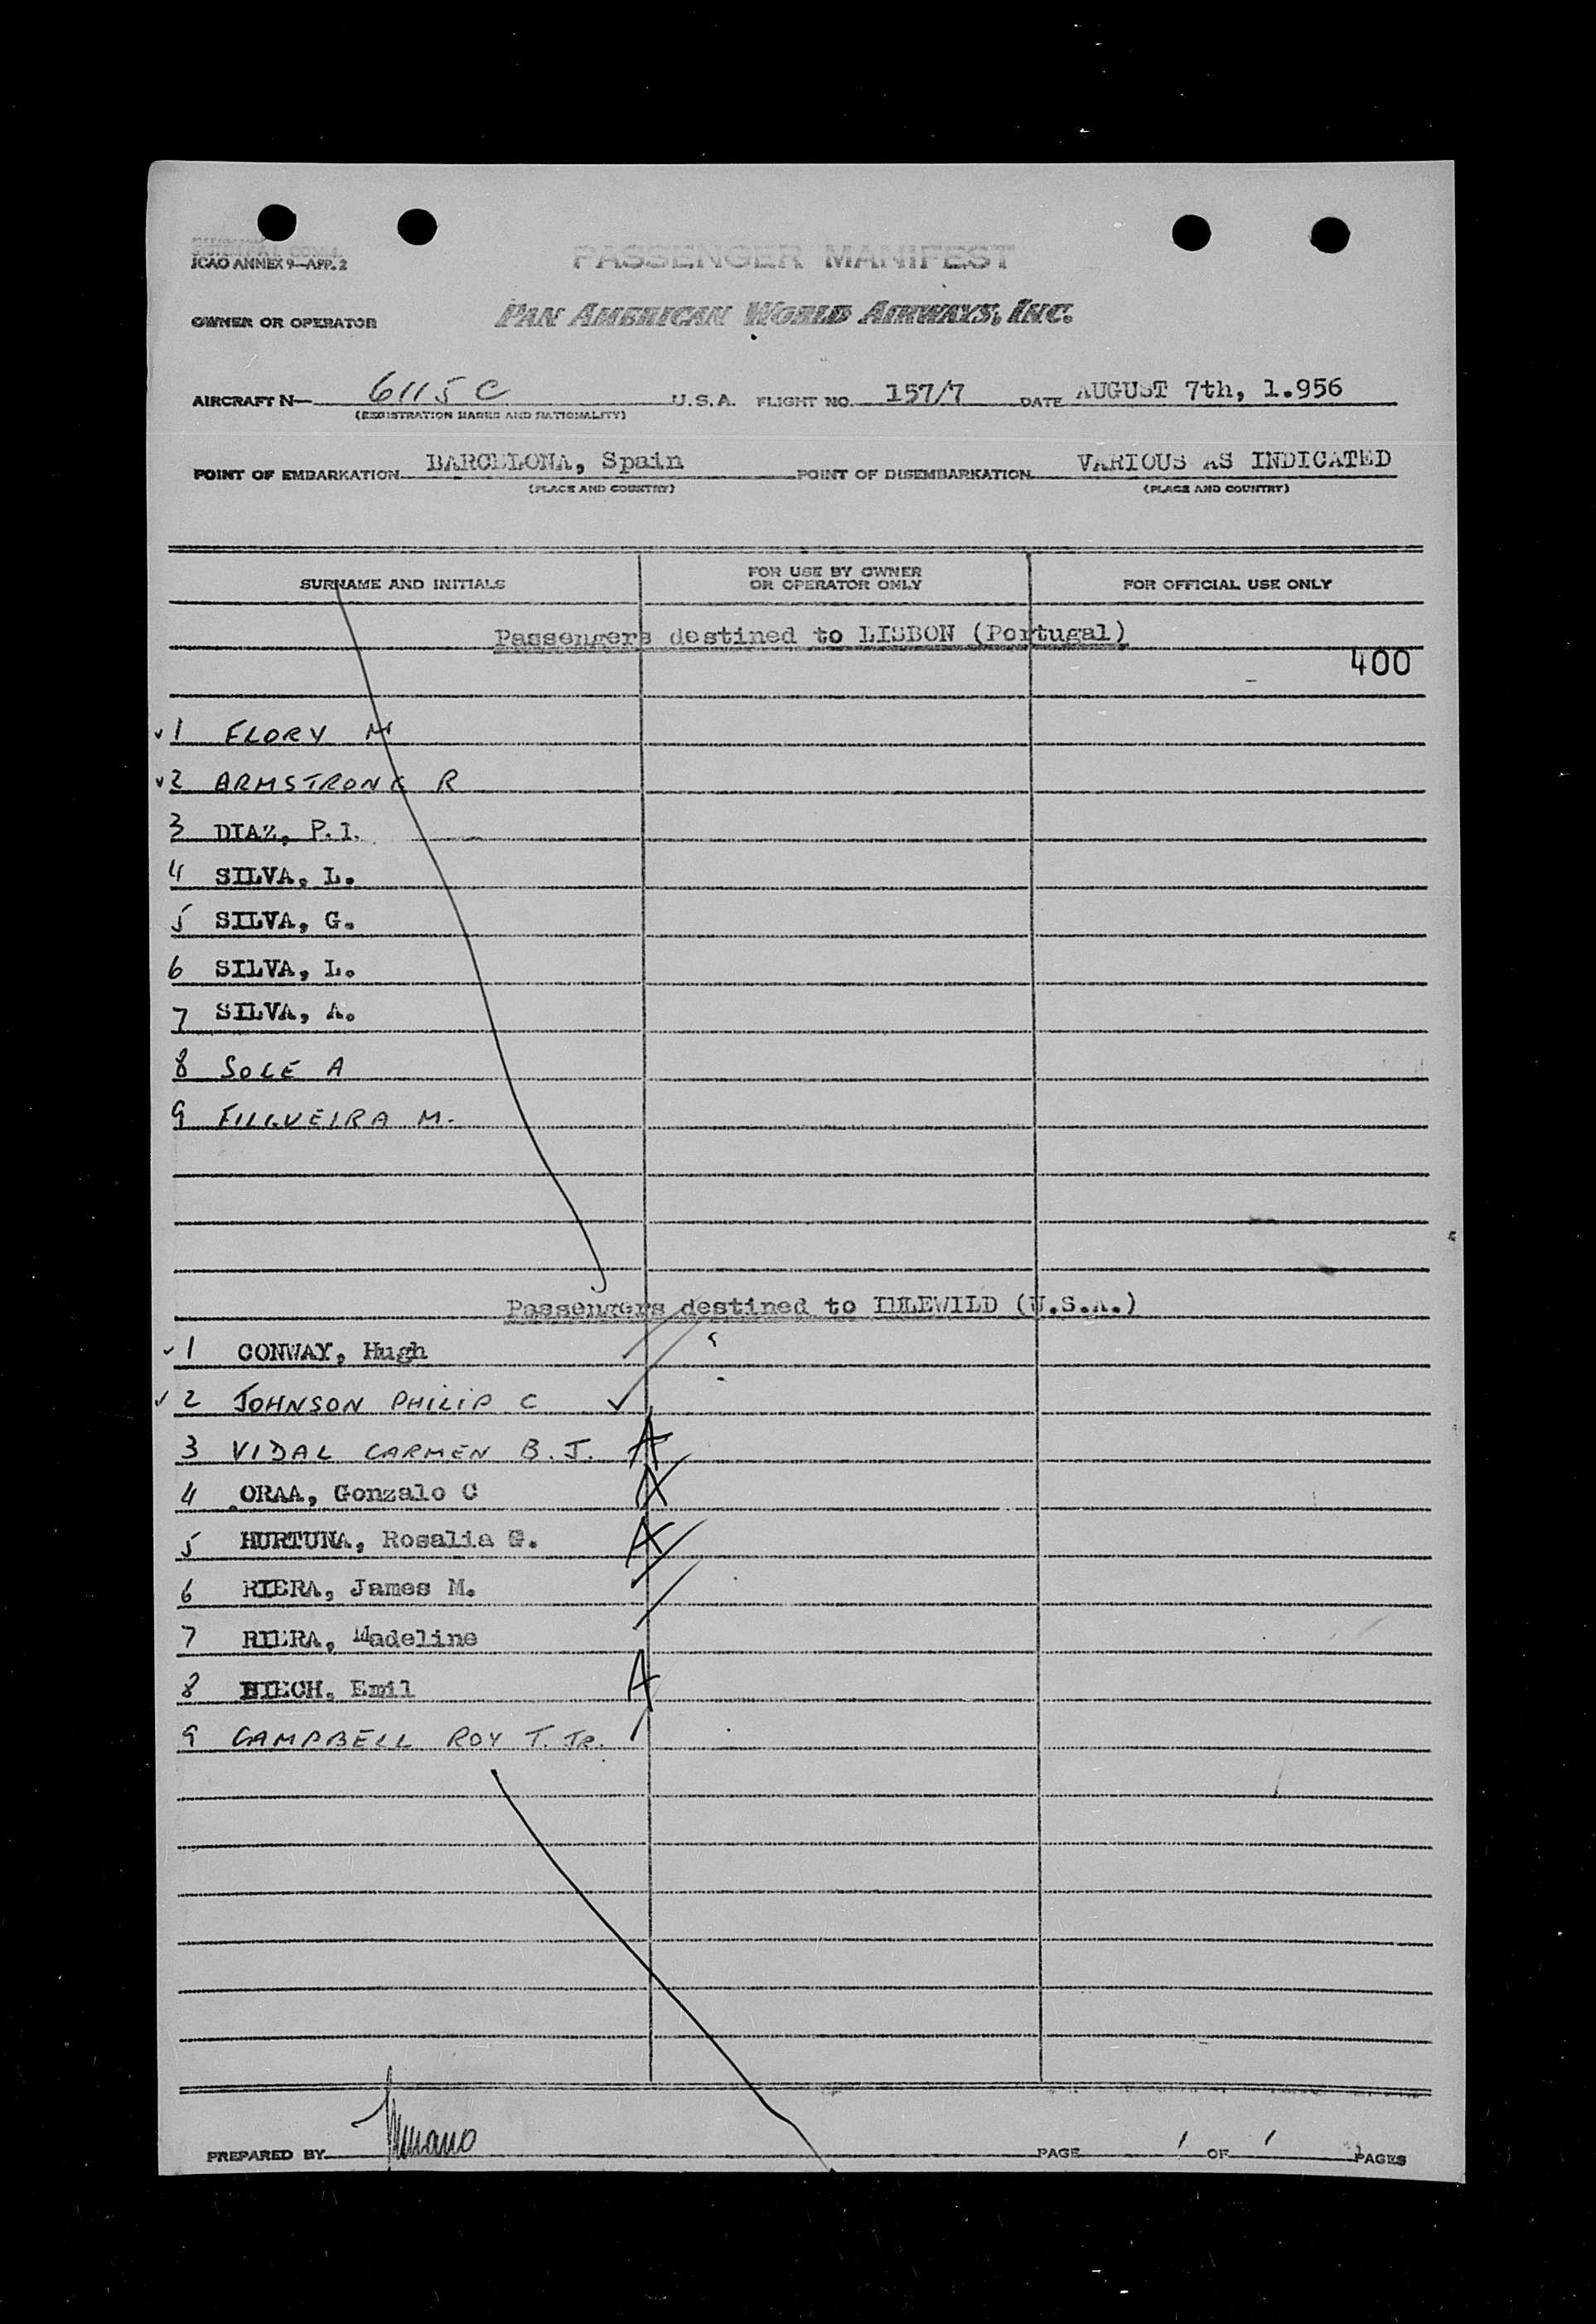 ICAO ANNEX 9—APP. 2
PASSENGER MANIFEST
OWNER OR OPERATOR PAN AMERICAN WORLD AIRWAYS, INC.
AIRCRAFT N— 6115C U.S.A. FLIGHT NO. 157/7 DATE AUGUST 7th, 1.956
(REGISTRATION MARKS AND NATIONALITY)
POINT OF EMBARKATION BARCELONA, Spain POINT OF DISEMBARKATION VARIOUS AS INDICATED
(PLACE AND COUNTRY) (PLACE AND COUNTRY)
SURNAME AND INITIALS FOR USE BY OWNER OR OPERATOR ONLY FOR OFFICIAL USE ONLY
Passengers destined to LISBON (Portugal)
400
1 FLORY M
2 ARMSTRONG R
3 DIAZ, P.I.
4 SILVA, L.
5 SILVA, G.
6 SILVA, L.
7 SILVA, A.
8 SOLE A
9 FILGUEIRA M.
Passengers destined to IDLEWILD (U.S.A.)
1 CONWAY, Hugh
2 JOHNSON PHILIP C
3 VIDAL CARMEN B.J. A
4 ORAA, Gonzalo C A
5 HURTUNA, Rosalia G. A
6 RIERA, James M.
7 RIERA, Madeline
8 BIECH, Emil A
9 CAMPBELL ROY T. JR.
PREPARED BY PAGE 1 OF 1 PAGES